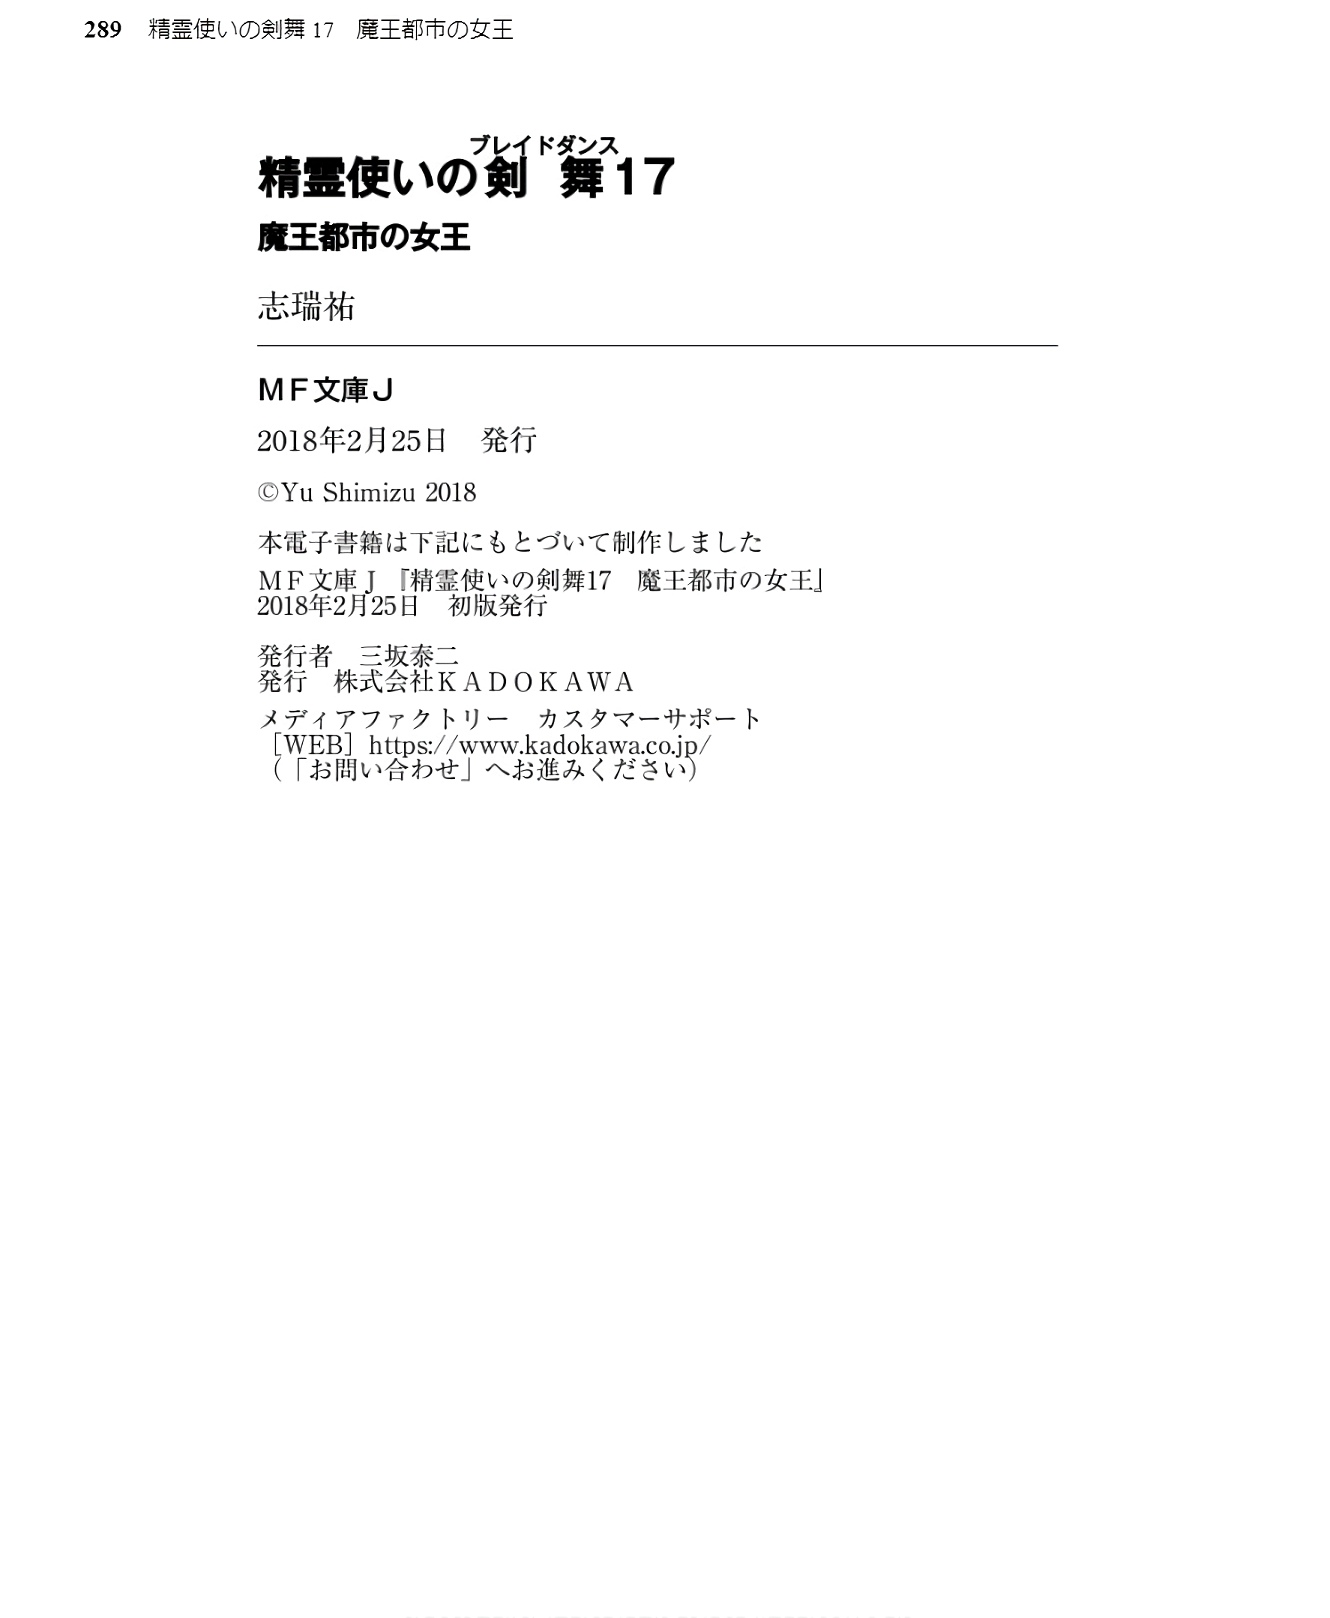 289　精霊使いの剣舞 17　魔王都市の女王
ブレイドダンス
精霊使いの剣舞17
魔王都市の女王
志瑞祐
ＭＦ文庫Ｊ
2018年2月25日　発行
©Yu Shimizu 2018
本電子書籍は下記にもとづいて制作しました
ＭＦ文庫Ｊ『精霊使いの剣舞17　魔王都市の女王』
2018年2月25日　初版発行
発行者　三坂泰二
発行　株式会社ＫＡＤＯＫＡＷＡ
メディアファクトリー　カスタマーサポート
［WEB］https://www.kadokawa.co.jp/
（「お問い合わせ」へお進みください）